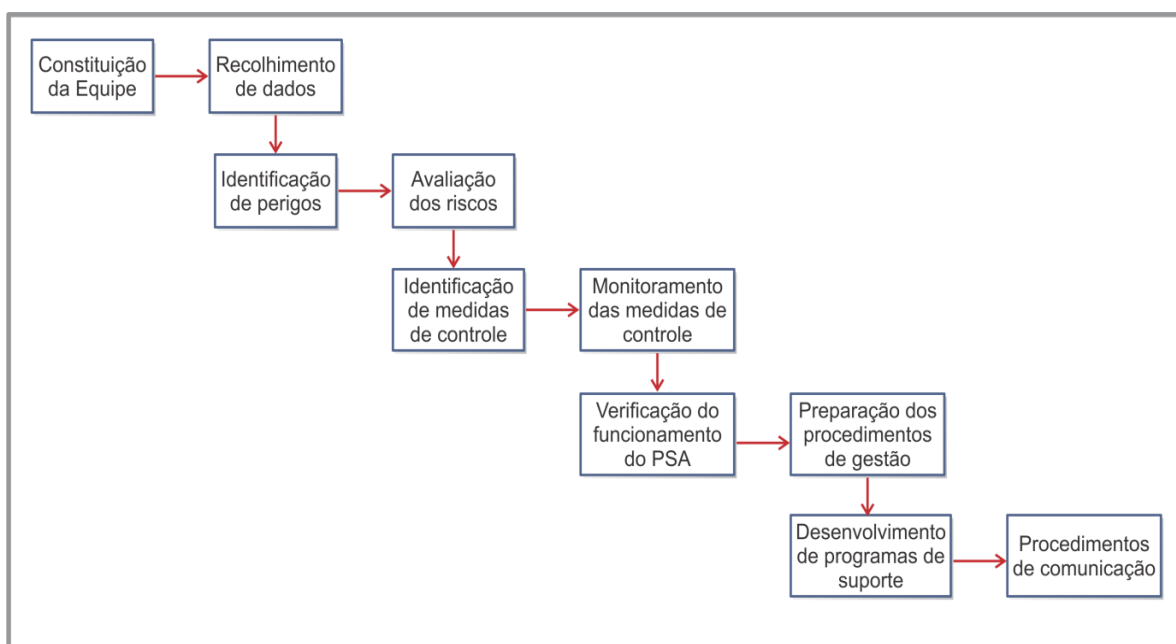 Constituição
da Equipe
Recolhimento
de dados
Identificação
de perigos
Avaliação
dos riscos
Identificação
de medidas
de controle
Monitoramento
das medidas de
controle
Verificação do
funcionamento
do PSA
Preparação dos
procedimentos
de gestão
Desenvolvimento
de programas de
suporte
Procedimentos
de comunicação